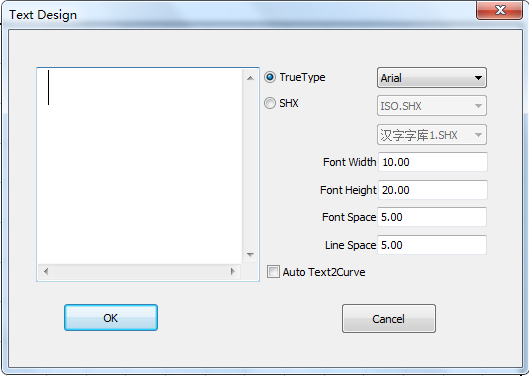 Text Design
TrueType
Arial
SHX
ISO.SHX
汉字字库1.SHX
Font Width 10.00
Font Height 20.00
Font Space 5.00
Line Space 5.00
Auto Text2Curve
OK
Cancel